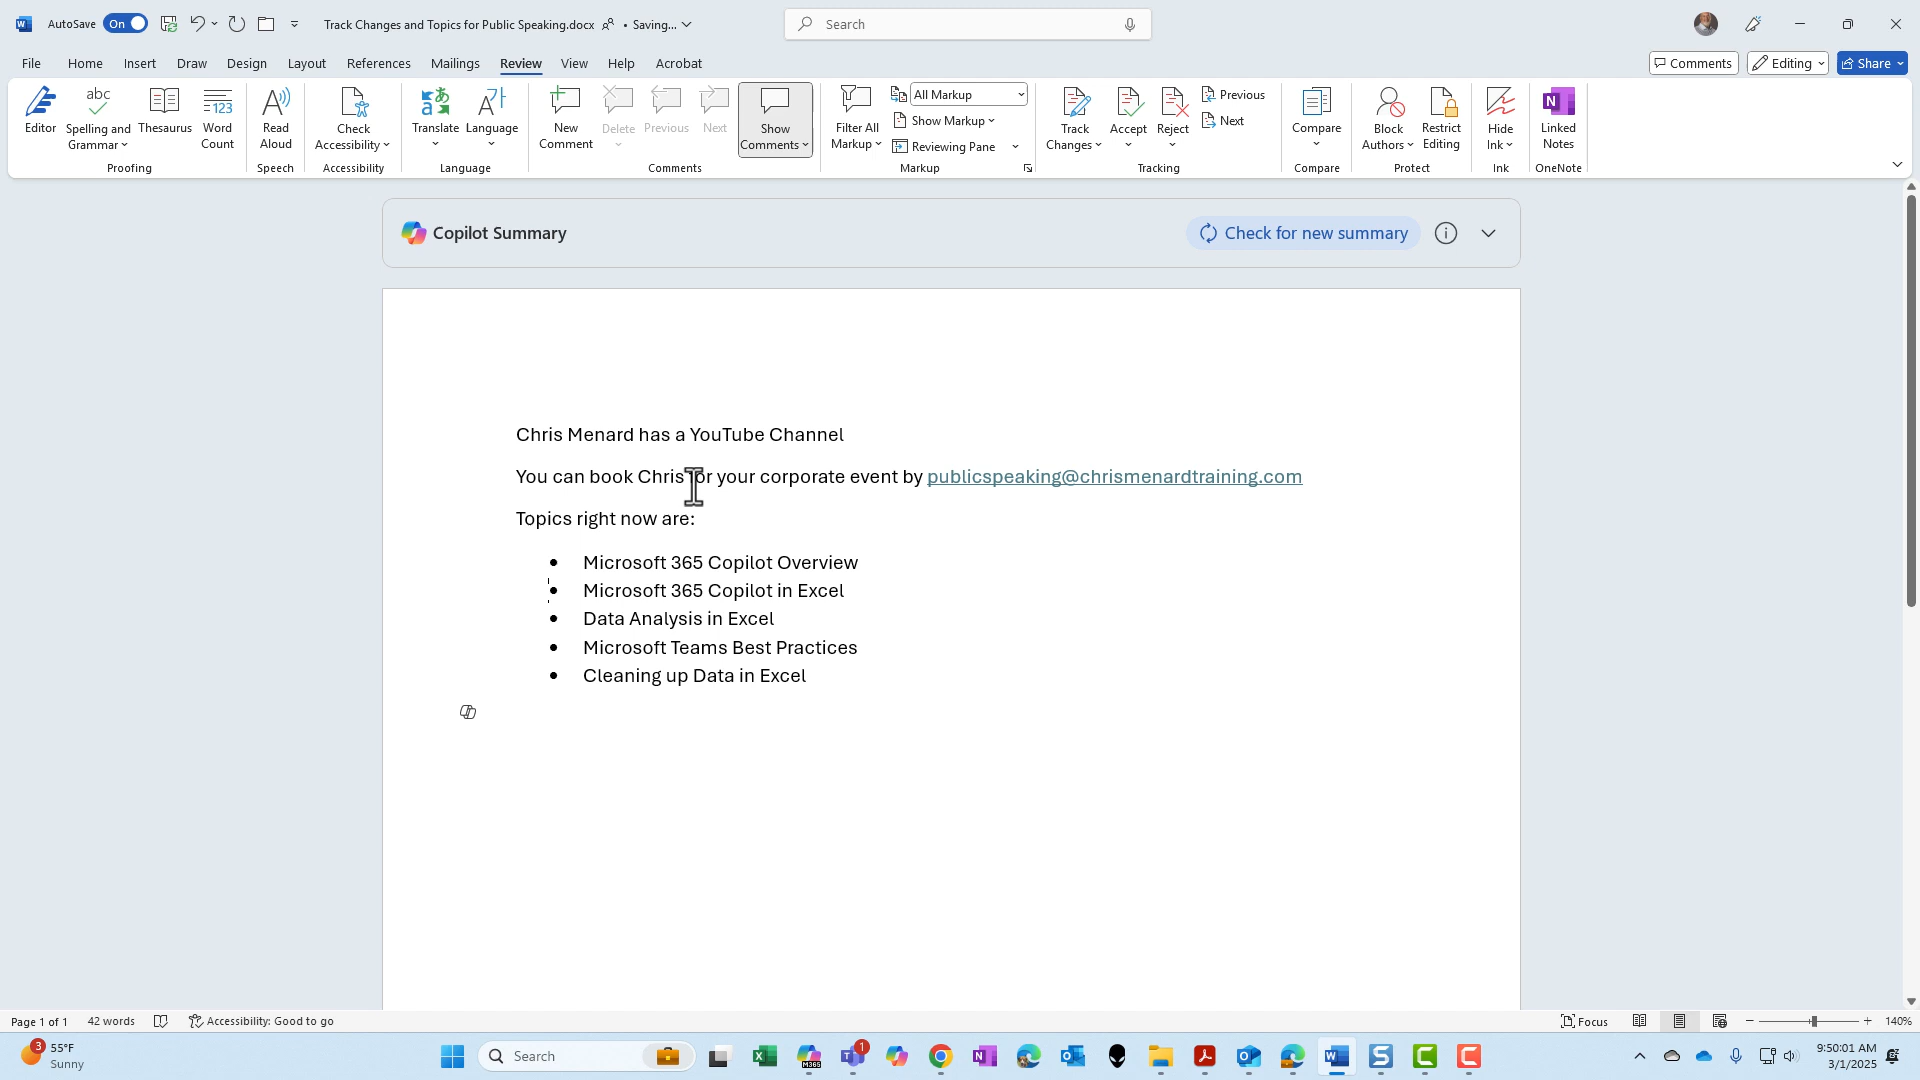 AutoSave On Track Changes and Topics for Public Speaking.docx • Saving... Search
File Home Insert Draw Design Layout References Mailings Review View Help Acrobat Comments Editing Share
Editor
Spelling and Grammar
Thesaurus
Word Count
Proofing
Read Aloud
Speech
Check Accessibility
Accessibility
Translate
Language
Language
New Comment
Delete
Previous
Next
Show Comments
Comments
Filter All Markup
All Markup
Show Markup
Reviewing Pane
Markup
Track Changes
Accept
Reject
Previous
Next
Tracking
Compare
Compare
Block Authors
Restrict Editing
Protect
Hide Ink
Ink
Linked Notes
OneNote
Copilot Summary Check for new summary
Chris Menard has a YouTube Channel
You can book Chris for your corporate event by publicspeaking@chrismenardtraining.com
Topics right now are:
• Microsoft 365 Copilot Overview
• Microsoft 365 Copilot in Excel
• Data Analysis in Excel
• Microsoft Teams Best Practices
• Cleaning up Data in Excel
Page 1 of 1 42 words Accessibility: Good to go Focus 140%
3 55°F
Sunny
Search
M365
1
9:50:01 AM
3/1/2025